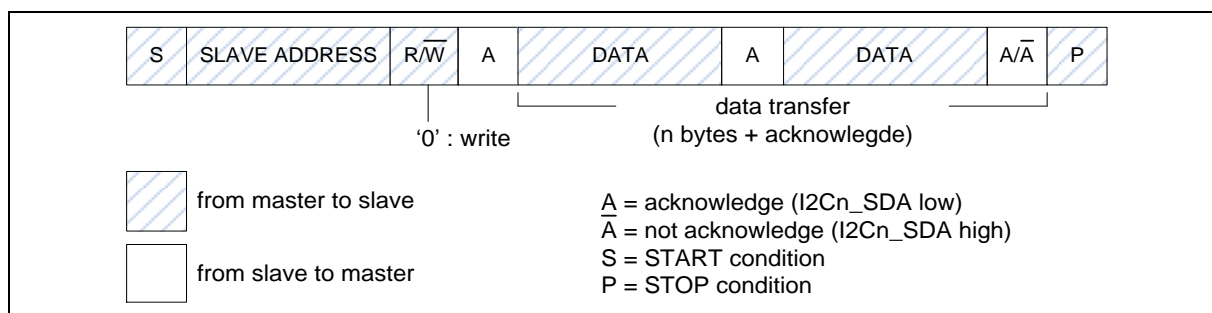 S SLAVE ADDRESS R/W̅ A DATA A DATA A/A̅ P
data transfer
(n bytes + acknowlegde)
‘0’ : write
from master to slave
from slave to master
A = acknowledge (I2Cn_SDA low)
A̅ = not acknowledge (I2Cn_SDA high)
S = START condition
P = STOP condition